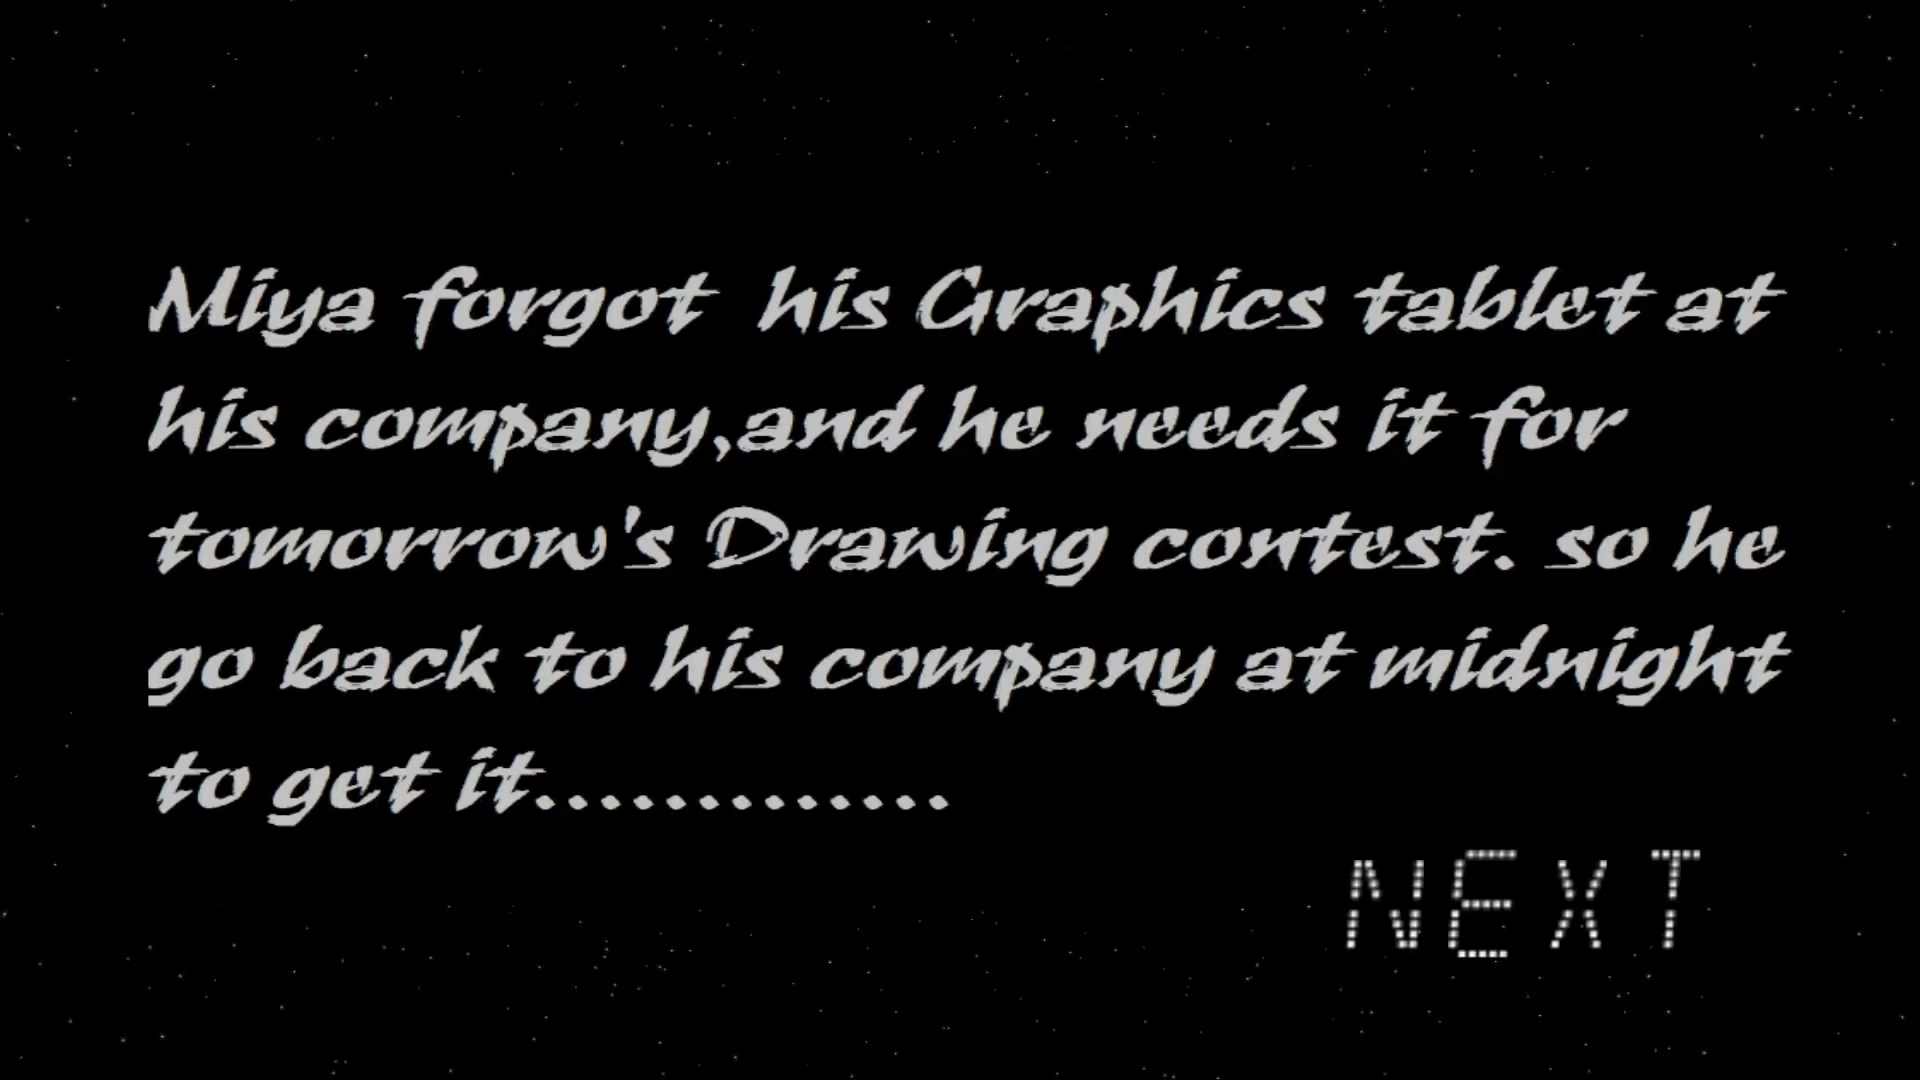 Miya forgot  his Graphics tablet at
his company,and he needs it for
tomorrow's Drawing contest. so he
go back to his company at midnight
to get it.............
NEXT